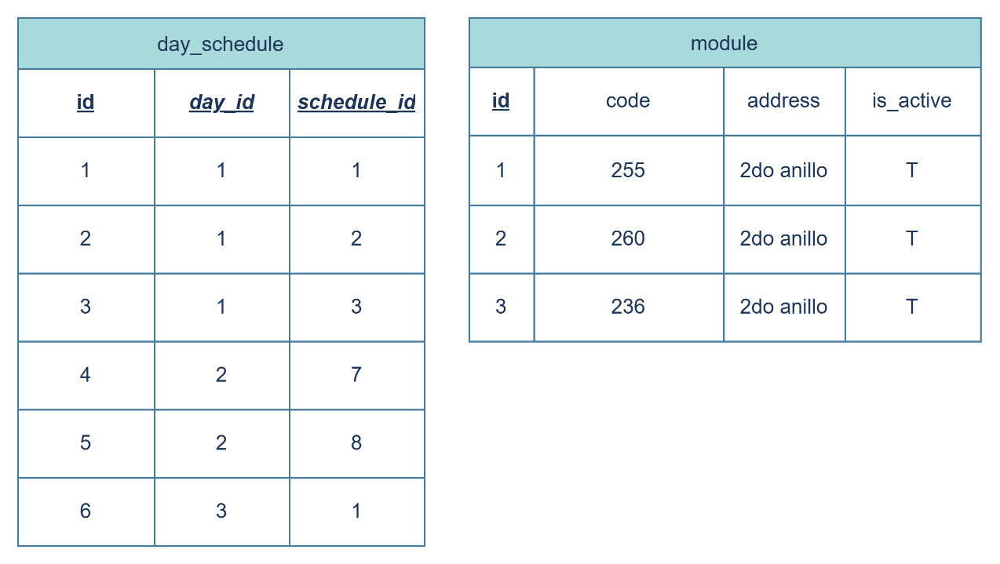 day_schedule
id day_id schedule_id
1 1 1
2 1 2
3 1 3
4 2 7
5 2 8
6 3 1
module
id code address is_active
1 255 2do anillo T
2 260 2do anillo T
3 236 2do anillo T